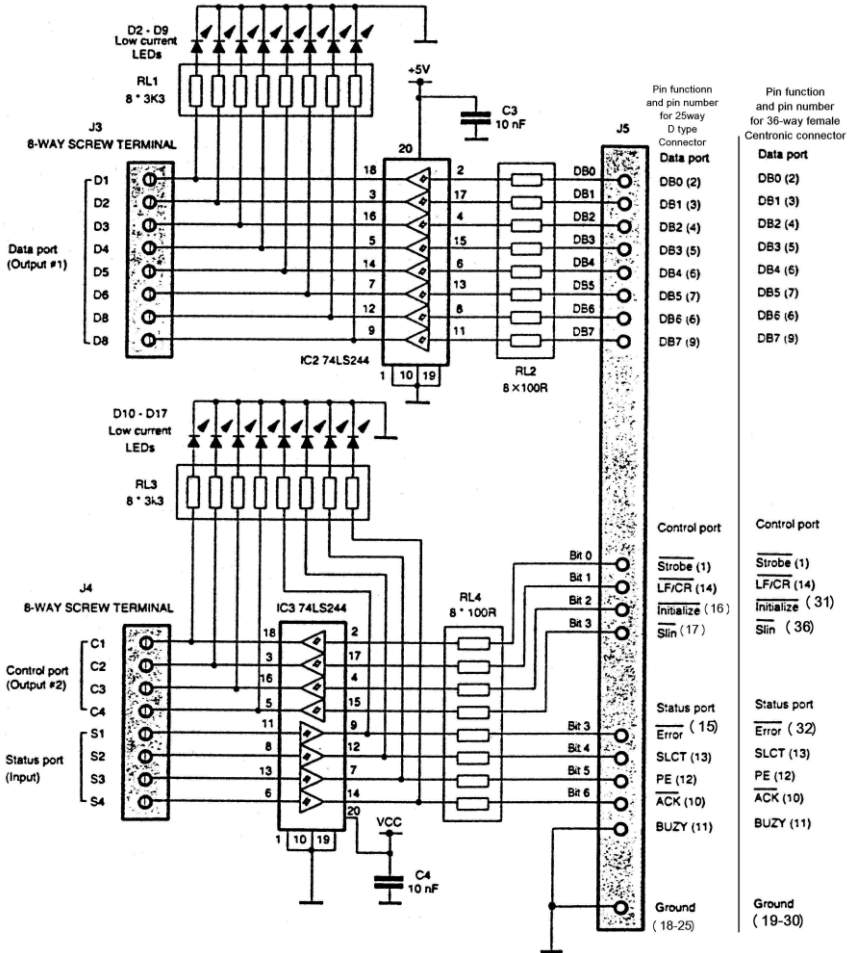 D2 - D9
Low current
LEDs
RL1
8 * 3K3
+5V
C3
10 nF
J3
8-WAY SCREW TERMINAL
20
J5
Pin functionn
and pin number
for 25way
D type
Connector
Pin function
and pin number
for 36-way female
Centronic connector
Data port
Data port
D1 18 2 DB0 DB0 (2) DB0 (2)
D2 3 17 DB1 DB1 (3) DB1 (3)
D3 16 4 DB2 DB2 (4) DB2 (4)
D4 5 15 DB3 DB3 (5) DB3 (5)
Data port
(Output #1)
D5 14 6 DB4 DB4 (6) DB4 (6)
D6 7 13 DB5 DB5 (7) DB5 (7)
D8 12 8 DB6 DB6 (6) DB6 (6)
D8 9 11 DB7 DB7 (9) DB7 (9)
IC2 74LS244
1 10 19
RL2
8×100R
D10 - D17
Low current
LEDs
RL3
8 * 3k3
Control port
Control port
J4
8-WAY SCREW TERMINAL
IC3 74LS244
RL4
8 * 100R
Bit 0 Strobe (1) Strobe (1)
Bit 1 LF/CR (14) LF/CR (14)
Bit 2 Initialize (16) Initialize (31)
Bit 3 Slin (17) Slin (36)
C1 18 2
C2 3 17
Control port
(Output #2)
C3 16 4
C4 5 15
Status port
Status port
S1 11 9 Bit 3 Error (15) Error (32)
S2 8 12 Bit 4 SLCT (13) SLCT (13)
Status port
(Input)
S3 13 7 Bit 5 PE (12) PE (12)
S4 6 14 Bit 6 ACK (10) ACK (10)
20
VCC
BUZY (11) BUZY (11)
1 10 19
C4
10 nF
Ground
(18-25)
Ground
(19-30)